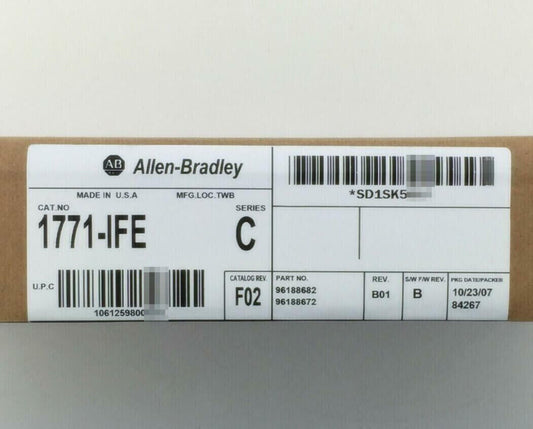 AB Allen-Bradley
MADE IN U.S.A MFG.LOC.TWB
CAT.NO SERIES
1771-IFE C
*SD1SK5
U.P.C
1061259800
CATALOG REV.
F02
PART NO.
96188682
96188672
REV.
B01
S/W F/W REV.
B
PKG DATE/PACKER
10/23/07
84267